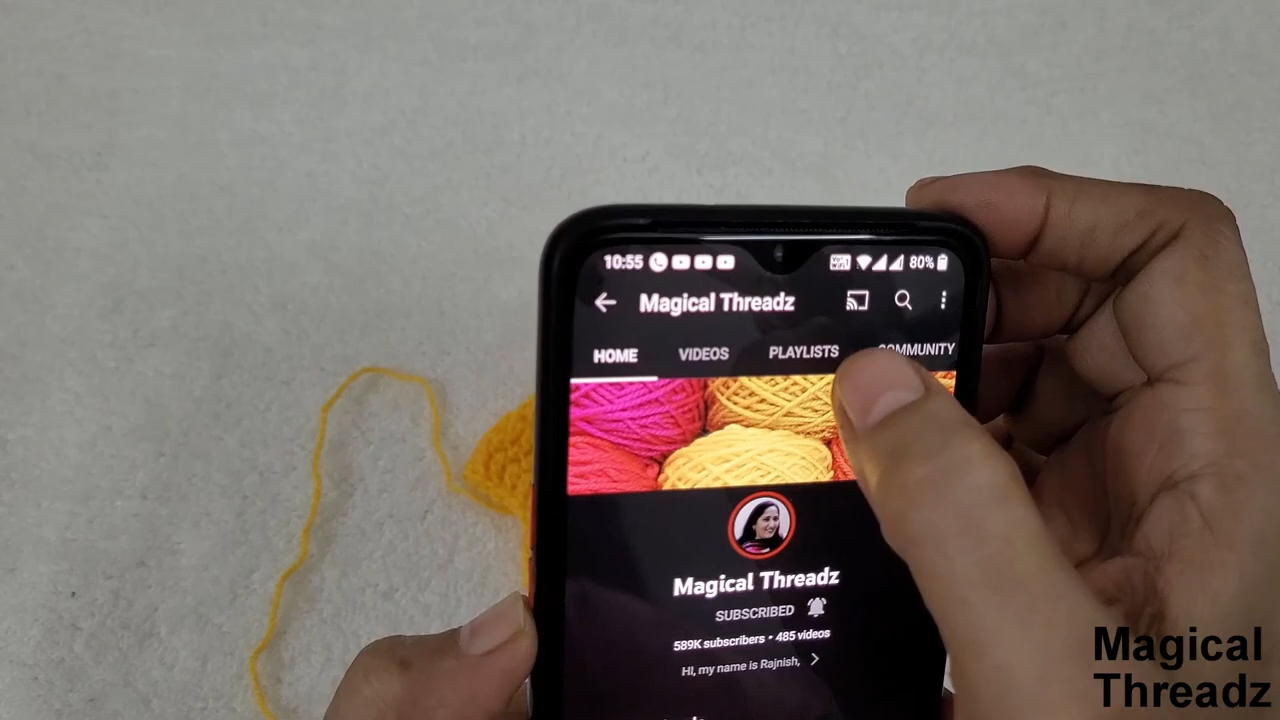 10:55 80%
Magical Threadz
HOME VIDEOS PLAYLISTS COMMUNITY
Magical Threadz
SUBSCRIBED
589K subscribers • 485 videos
HI, my name is Rajnish,
Magical
Threadz